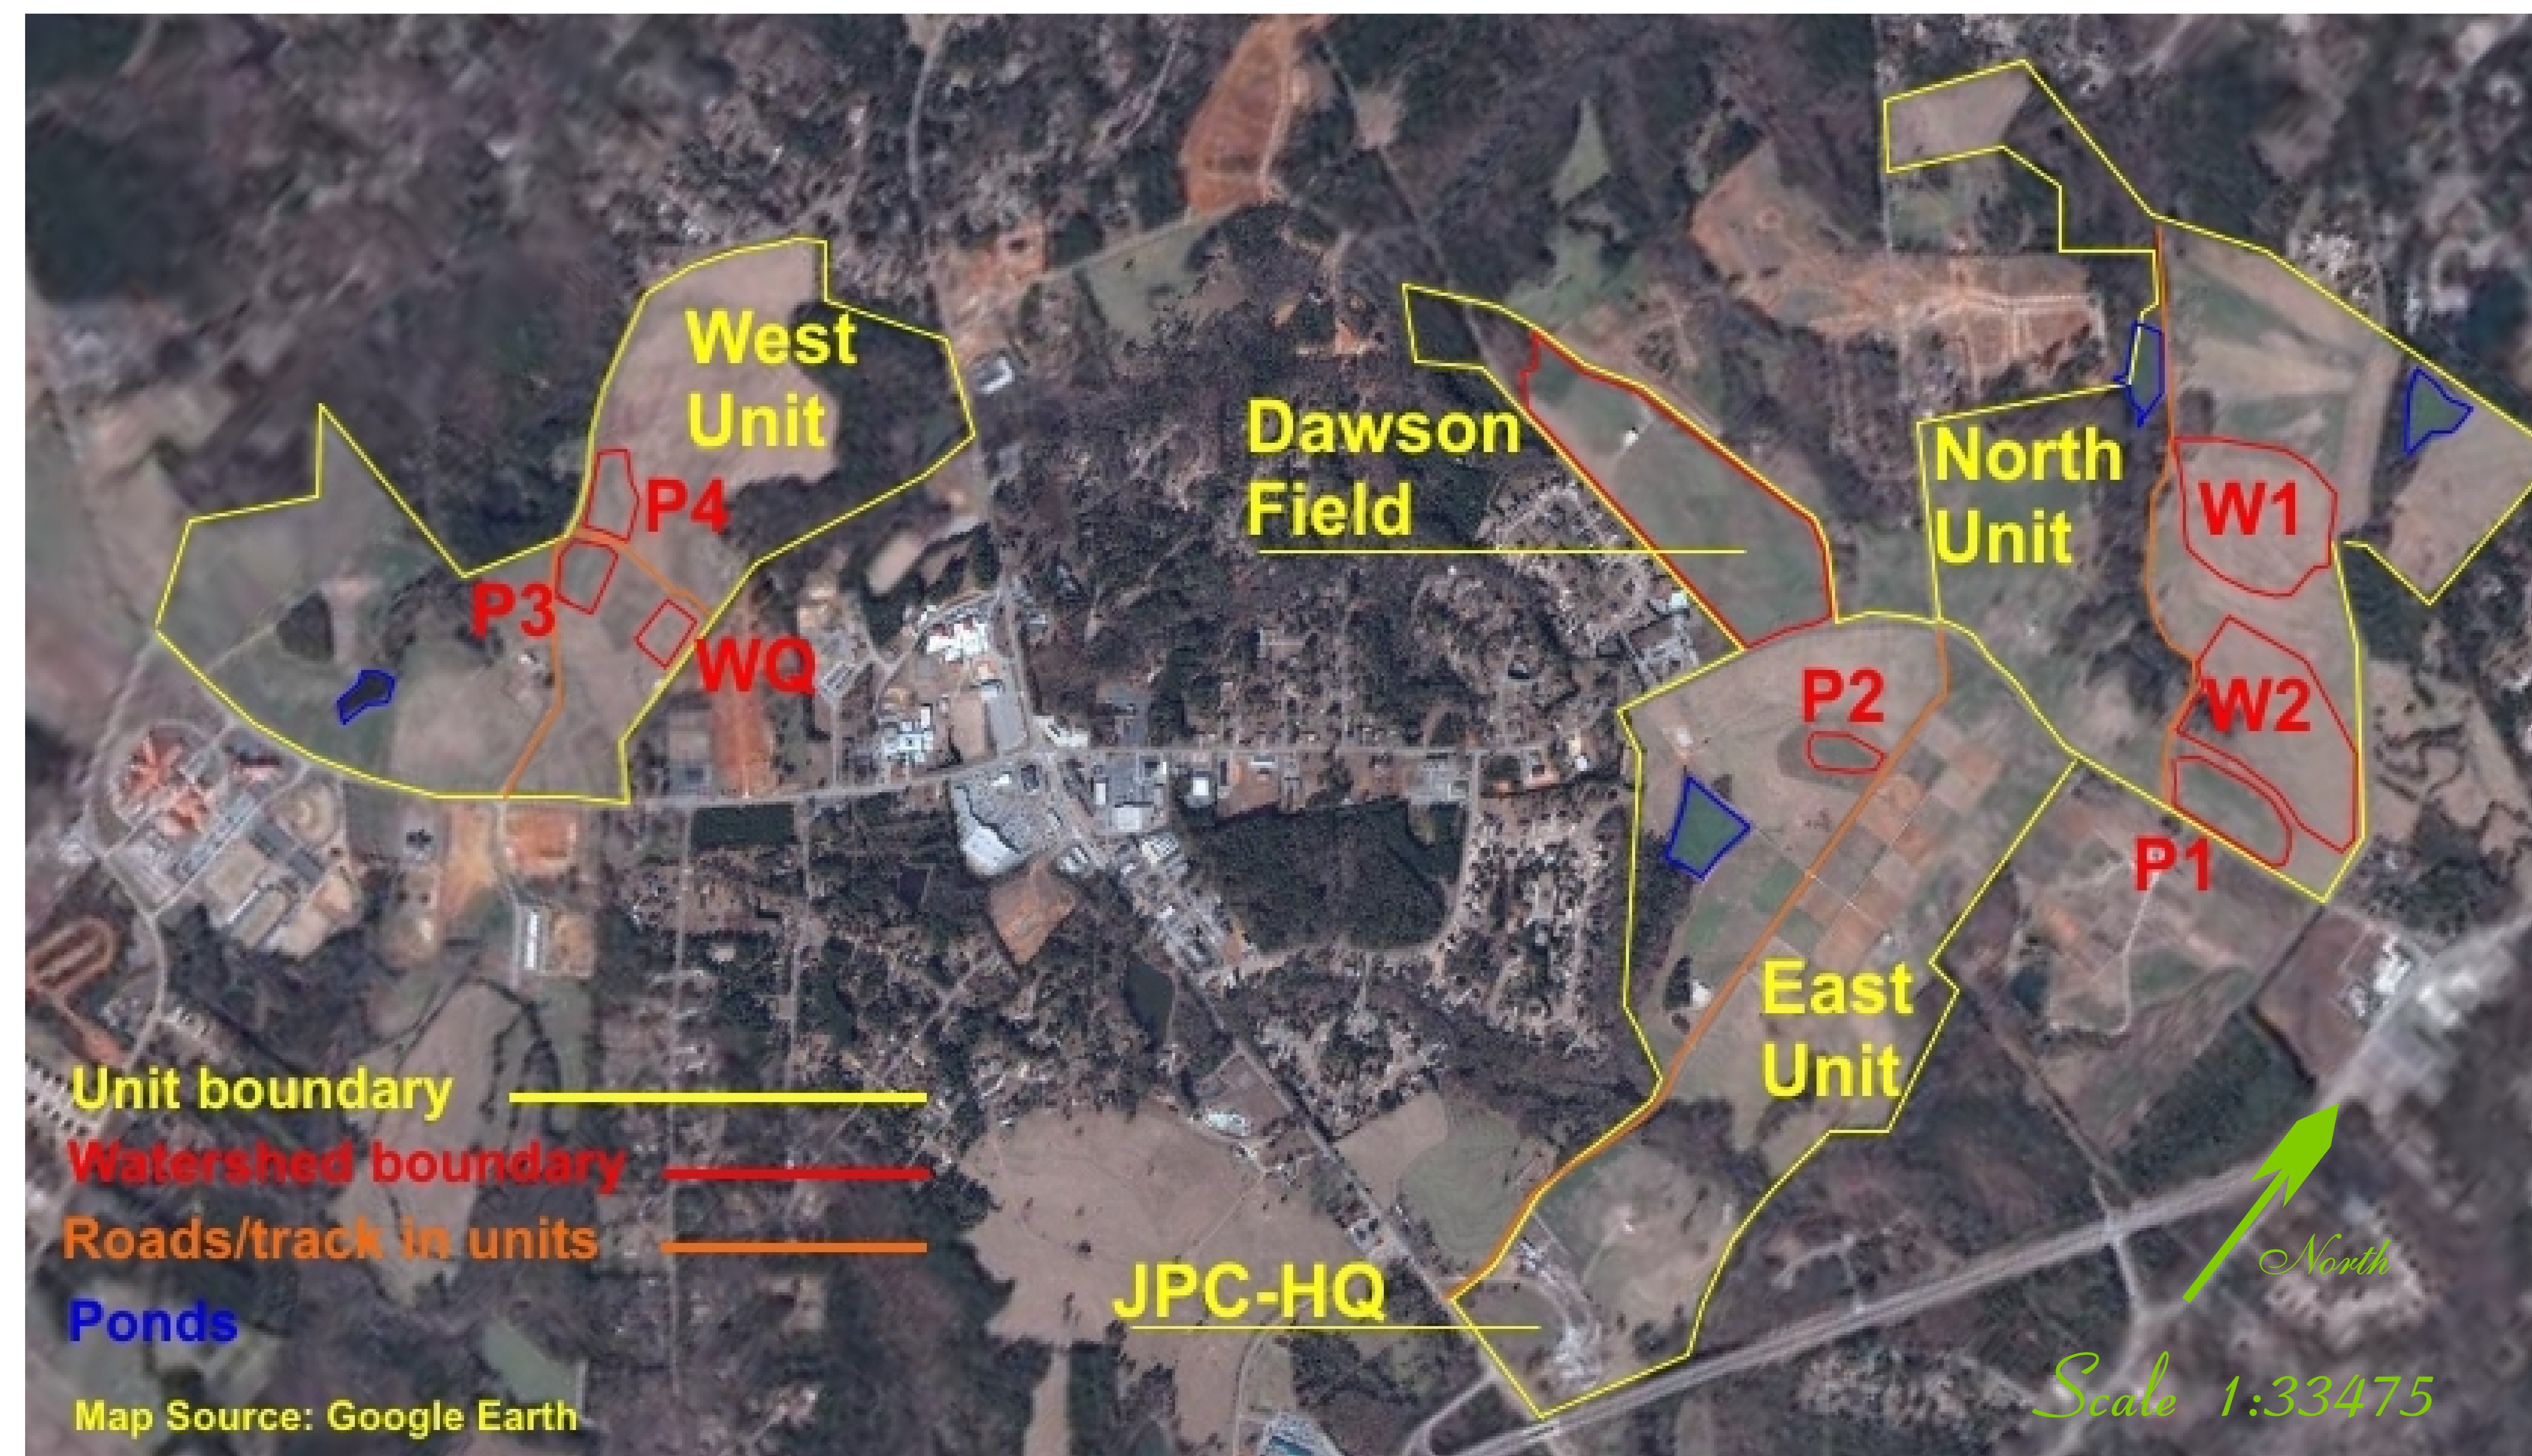 West
Unit
P4
P3
WQ
Dawson
Field
North
Unit
W1
W2
P2
P1
East
Unit
JPC-HQ
Unit boundary
Watershed boundary
Roads/track in units
Ponds
Map Source: Google Earth
North
Scale 1:33475